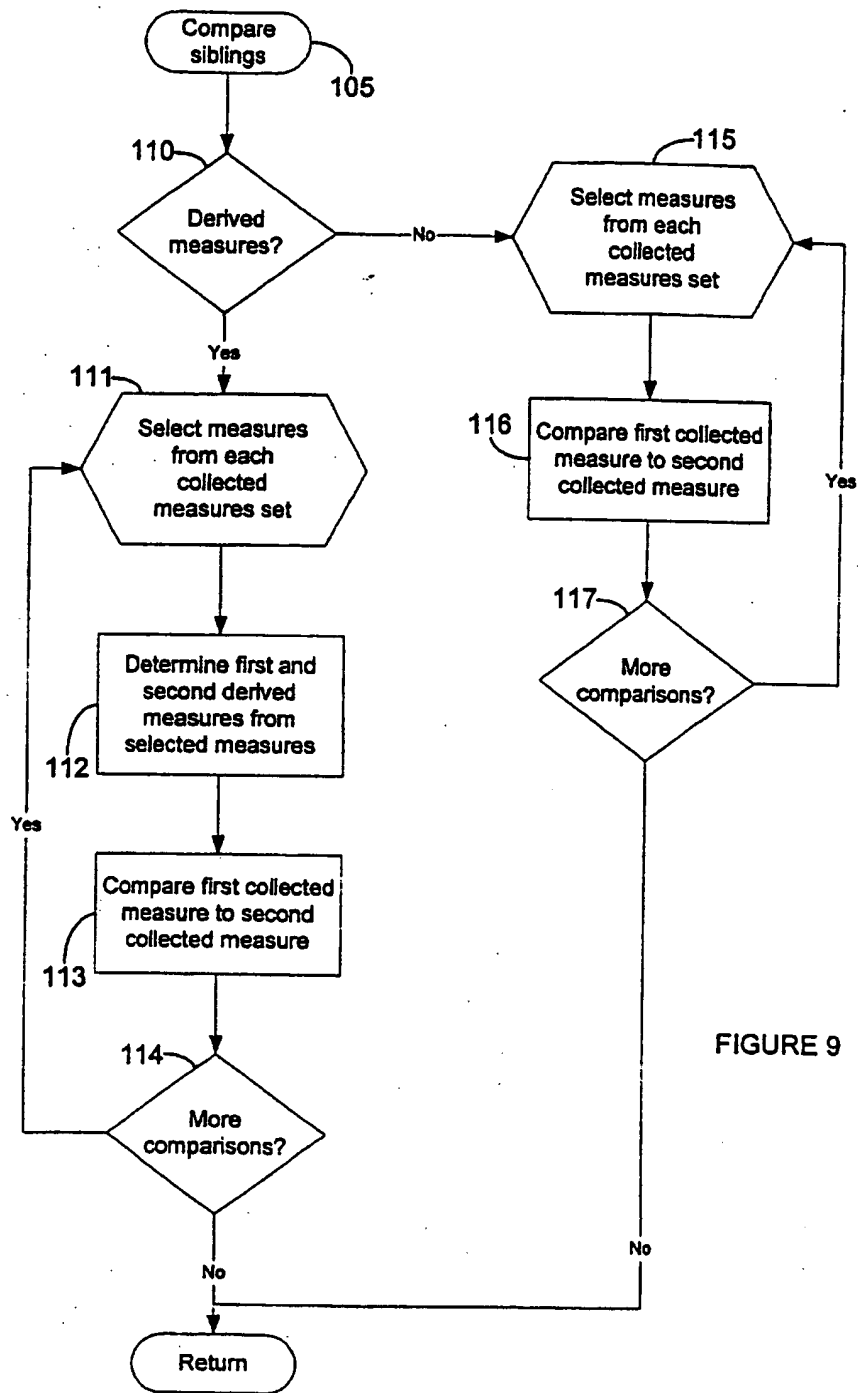 Compare
siblings
105
110
Derived
measures?
No
115
Select measures
from each
collected
measures set
Yes
111
Select measures
from each
collected
measures set
116
Compare first collected
measure to second
collected measure
Yes
117
More
comparisons?
Determine first and
second derived
measures from
selected measures
112
Yes
Compare first collected
measure to second
collected measure
113
114
More
comparisons?
FIGURE 9
No
No
Return